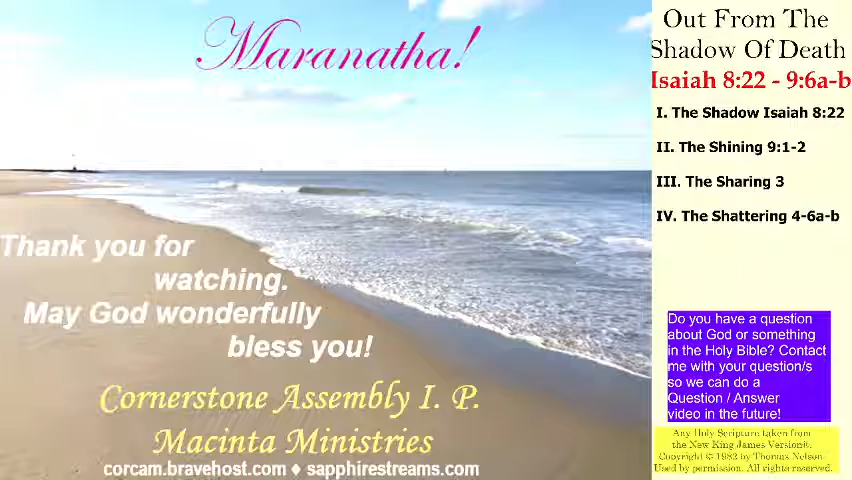 Maranatha!
Thank you for
watching.
May God wonderfully
bless you!
Cornerstone Assembly I. P.
Macinta Ministries
corcam.bravehost.com ♦ sapphirestreams.com
Out From The
Shadow Of Death
Isaiah 8:22 - 9:6a-b
I. The Shadow Isaiah 8:22
II. The Shining 9:1-2
III. The Sharing 3
IV. The Shattering 4-6a-b
Do you have a question
about God or something
in the Holy Bible? Contact
me with your question/s
so we can do a
Question / Answer
video in the future!
Any Holy Scripture taken from
the New King James Version®.
Copyright © 1982 by Thomas Nelson.
Used by permission. All rights reserved.